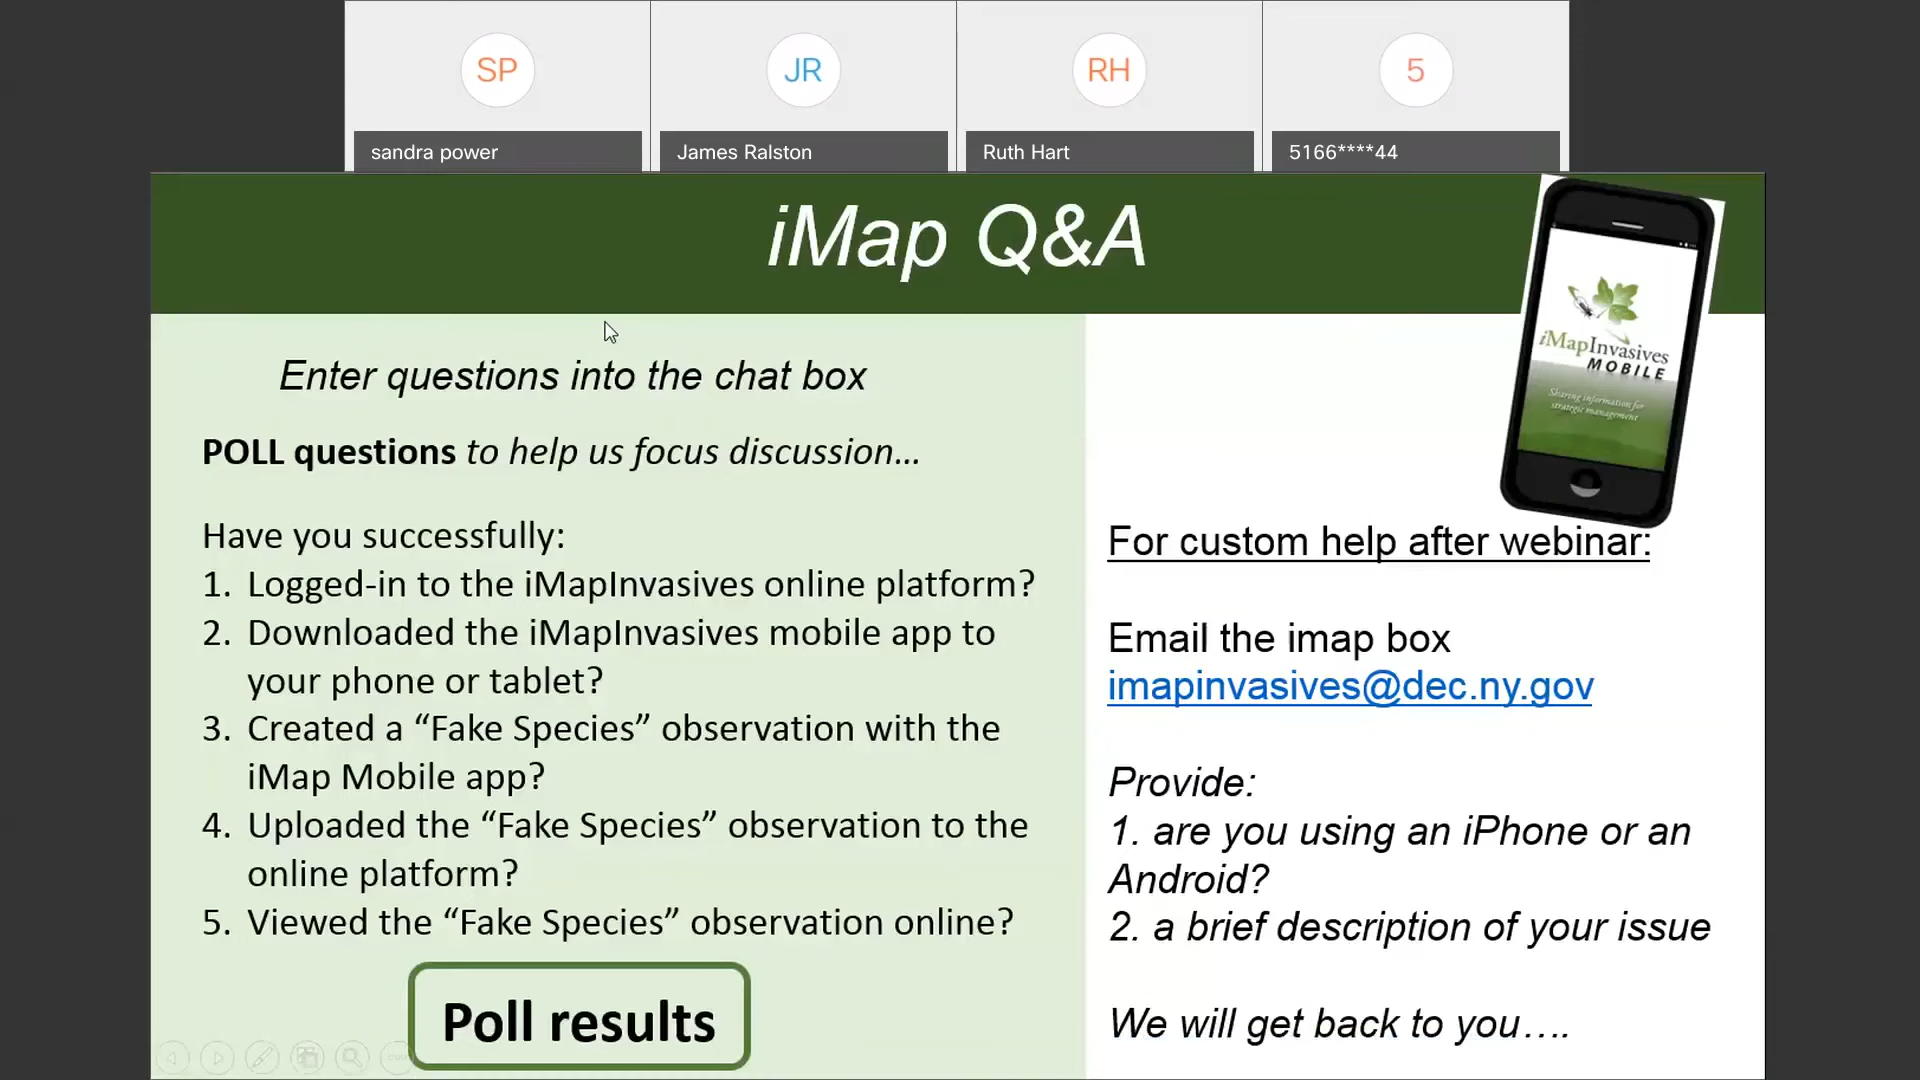 SP
JR
RH
5
sandra power
James Ralston
Ruth Hart
5166****44
iMap Q&A
iMapInvasives
MOBILE
Sharing information for
strategic management
Enter questions into the chat box
POLL questions to help us focus discussion...
Have you successfully:
1. Logged-in to the iMapInvasives online platform?
2. Downloaded the iMapInvasives mobile app to
your phone or tablet?
3. Created a “Fake Species” observation with the
iMap Mobile app?
4. Uploaded the “Fake Species” observation to the
online platform?
5. Viewed the “Fake Species” observation online?
Poll results
For custom help after webinar:
Email the imap box
imapinvasives@dec.ny.gov
Provide:
1. are you using an iPhone or an
Android?
2. a brief description of your issue
We will get back to you….